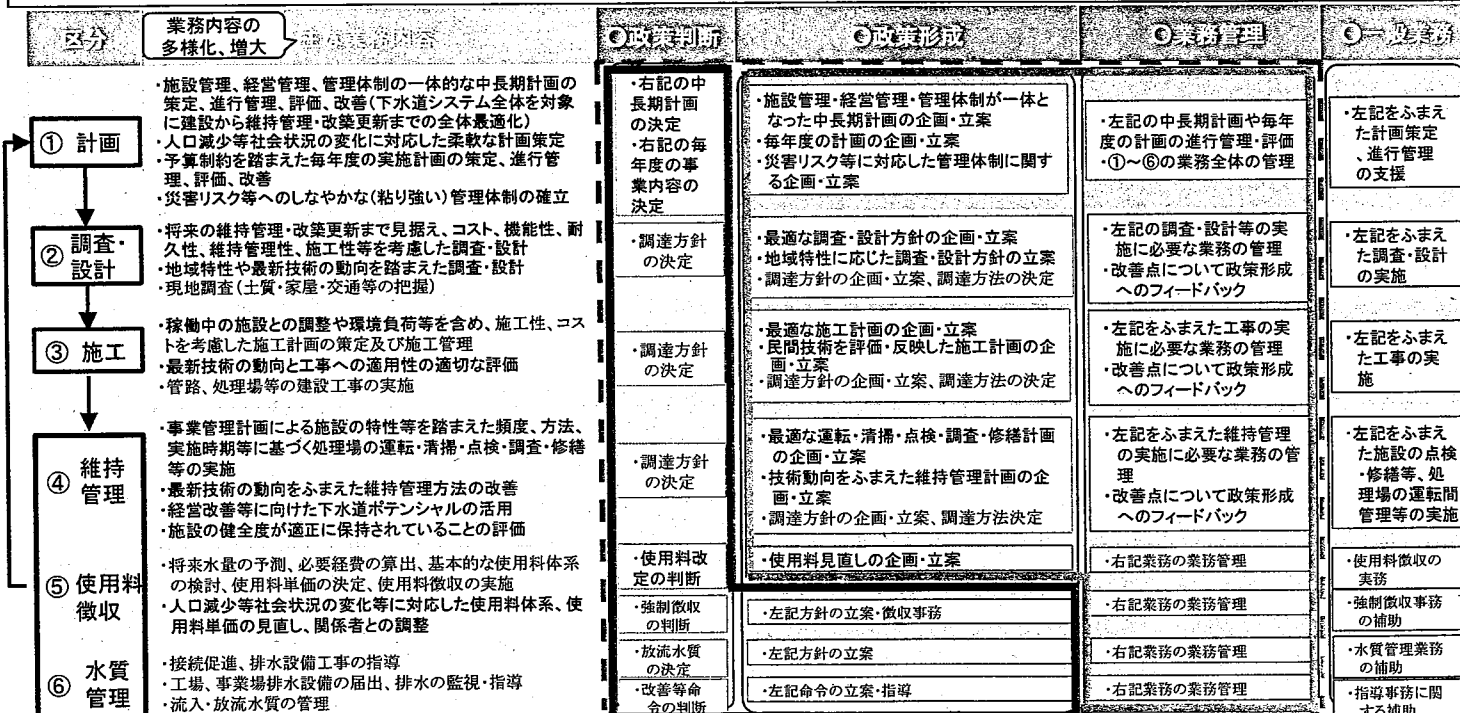 区分
業務内容の
多様化、増大
❸政策形成
❸業務管理
・施設管理、経営管理、管理体制の一体的な中長期計画の
策定、進行管理、評価、改善(下水道システム全体を対象
に建設から維持管理・改築更新までの全体最適化)
・人口減少等社会状況の変化に対応した柔軟な計画策定
・予算制約を踏まえた毎年度の実施計画の策定、進行管
理、評価、改善
・災害リスク等へのしなやかな(粘り強い)管理体制の確立
① 計画
・右記の中
長期計画
の決定
・右記の毎
年度の事
業内容の
決定
・施設管理・経営管理・管理体制が一体と
なった中長期計画の企画・立案
・毎年度の計画の企画・立案
・災害リスク等に対応した管理体制に関す
る企画・立案
・左記の中長期計画や毎年
度の計画の進行管理・評価
・①～⑥の業務全体の管理
・左記をふまえ
た計画策定
、進行管理
の支援
② 調査・
設計
・将来の維持管理・改築更新まで見据え、コスト、機能性、耐
久性、維持管理性、施工性等を考慮した調査・設計
・地域特性や最新技術の動向を踏まえた調査・設計
・現地調査(土質・家屋・交通等の把握)
・調達方針
の決定
・最適な調査・設計方針の企画・立案
・地域特性に応じた調査・設計方針の立案
・調達方針の企画・立案、調達方法の決定
・左記の調査・設計等の実
施に必要な業務の管理
・改善点について政策形成
へのフィードバック
・左記をふまえ
た調査・設計
の実施
③ 施工
・稼働中の施設との調整や環境負荷等を含め、施工性、コス
トを考慮した施工計画の策定及び施工管理
・最新技術の動向と工事への適用性の適切な評価
・管路、処理場等の建設工事の実施
・調達方針
の決定
・最適な施工計画の企画・立案
・民間技術を評価・反映した施工計画の企
画・立案
・調達方針の企画・立案、調達方法の決定
・左記をふまえた工事の実
施に必要な業務の管理
・改善点について政策形成
へのフィードバック
・左記をふまえ
た工事の実
施
④ 維持
管理
・事業管理計画による施設の特性等を踏まえた頻度、方法、
実施時期等に基づく処理場の運転・清掃・点検・調査・修繕
等の実施
・最新技術の動向をふまえた維持管理方法の改善
・経営改善等に向けた下水道ポテンシャルの活用
・施設の健全度が適正に保持されていることの評価
・調達方針
の決定
・最適な運転・清掃・点検・調査・修繕計画
の企画・立案
・技術動向をふまえた維持管理計画の企
画・立案
・調達方針の企画・立案、調達方法決定
・左記をふまえた維持管理
の実施に必要な業務の管
理
・改善点について政策形成
へのフィードバック
・左記をふまえ
た施設の点検
・修繕等、処
理場の運転間
管理等の実施
⑤ 使用料
徴収
・将来水量の予測、必要経費の算出、基本的な使用料体系
の検討、使用料単価の決定、使用料徴収の実施
・人口減少等社会状況の変化等に対応した使用料体系、使
用料単価の見直し、関係者との調整
・使用料改
定の判断
・使用料見直しの企画・立案
・右記業務の業務管理
・使用料徴収の
実務
・強制徴収
の判断
・左記方針の立案・徴収事務
・右記業務の業務管理
・強制徴収事務
の補助
⑥ 水質
管理
・接続促進、排水設備工事の指導
・工場、事業場排水設備の届出、排水の監視・指導
・流入・放流水質の管理
・放流水質
の決定
・左記方針の立案
・右記業務の業務管理
・水質管理業務
の補助
・改善等命
令の判断
・左記命令の立案・指導
・右記業務の業務管理
・指導事務に関
する補助